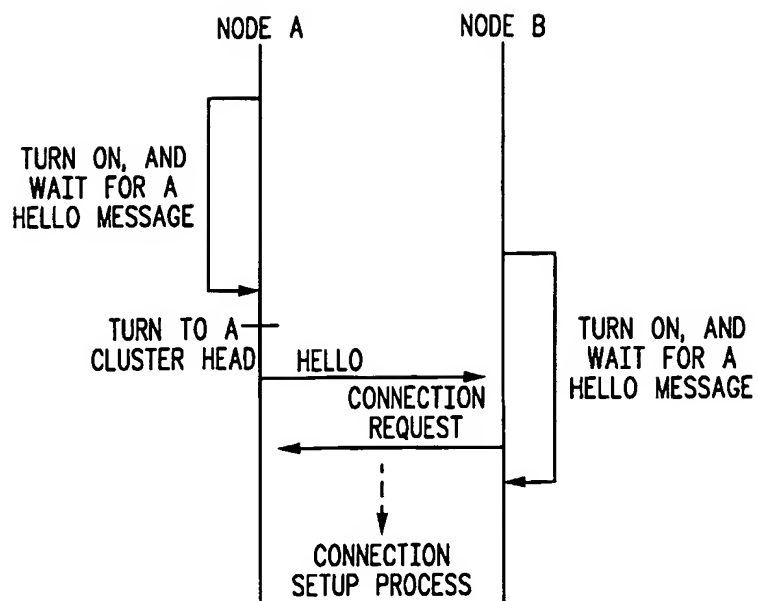 NODE A
NODE B
TURN ON, AND
WAIT FOR A
HELLO MESSAGE
TURN TO A
CLUSTER HEAD
HELLO
CONNECTION
REQUEST
TURN ON, AND
WAIT FOR A
HELLO MESSAGE
CONNECTION
SETUP PROCESS